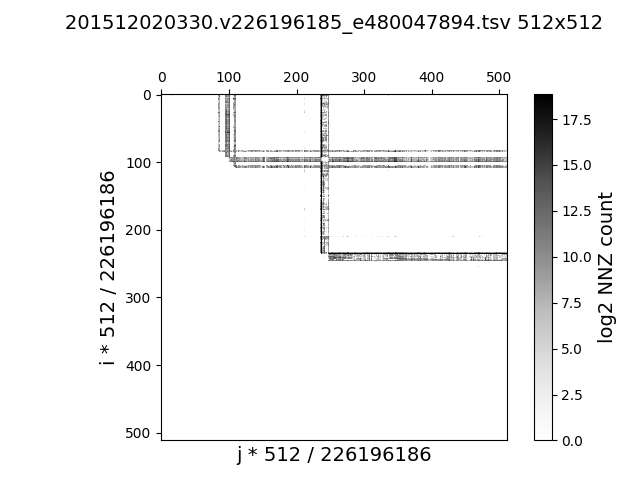 201512020330.v226196185_e480047894.tsv 512x512
0 100 200 300 400 500
0
100
200
300
400
500
i * 512 / 226196186
j * 512 / 226196186
17.5
15.0
12.5
10.0
7.5
5.0
2.5
0.0
log2 NNZ count